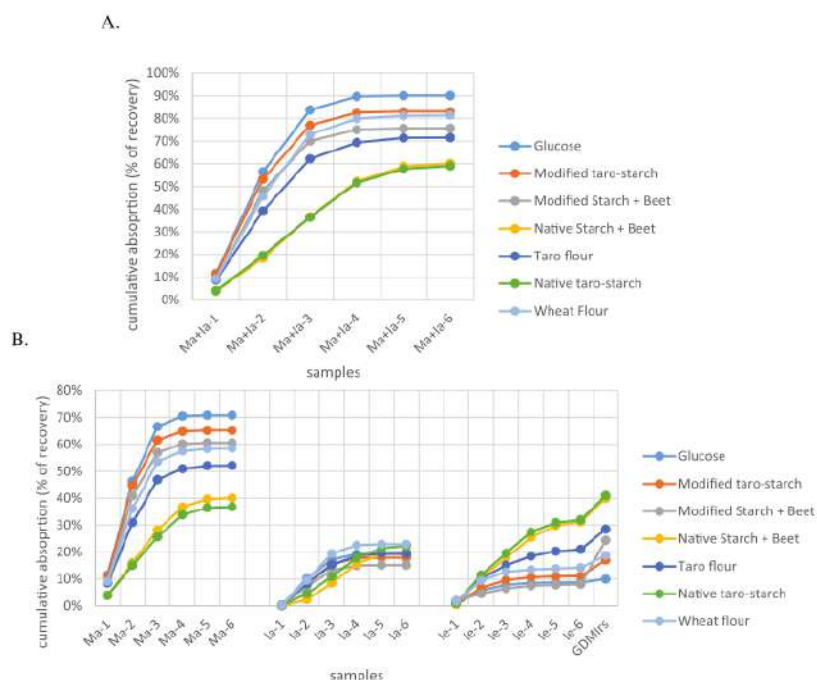 A.
cumulative absoprtion (% of recovery)
100%
90%
80%
70%
60%
50%
40%
30%
20%
10%
0%
Ma+Ia-1
Ma+Ia-2
Ma+Ia-3
Ma+Ia-4
Ma+Ia-5
Ma+Ia-6
samples
Glucose
Modified taro-starch
Modified Starch + Beet
Native Starch + Beet
Taro flour
Native taro-starch
Wheat Flour
B.
cumulative absoprtion (% of recovery)
80%
70%
60%
50%
40%
30%
20%
10%
0%
Ma-1
Ma-2
Ma-3
Ma-4
Ma-5
Ma-6
Ia-1
Ia-2
Ia-3
Ia-4
Ia-5
Ia-6
Ie-1
Ie-2
Ie-3
Ie-4
Ie-5
Ie-6
GDMIrs
samples
Glucose
Modified taro-starch
Modified Starch + Beet
Native Starch + Beet
Taro flour
Native taro-starch
Wheat flour